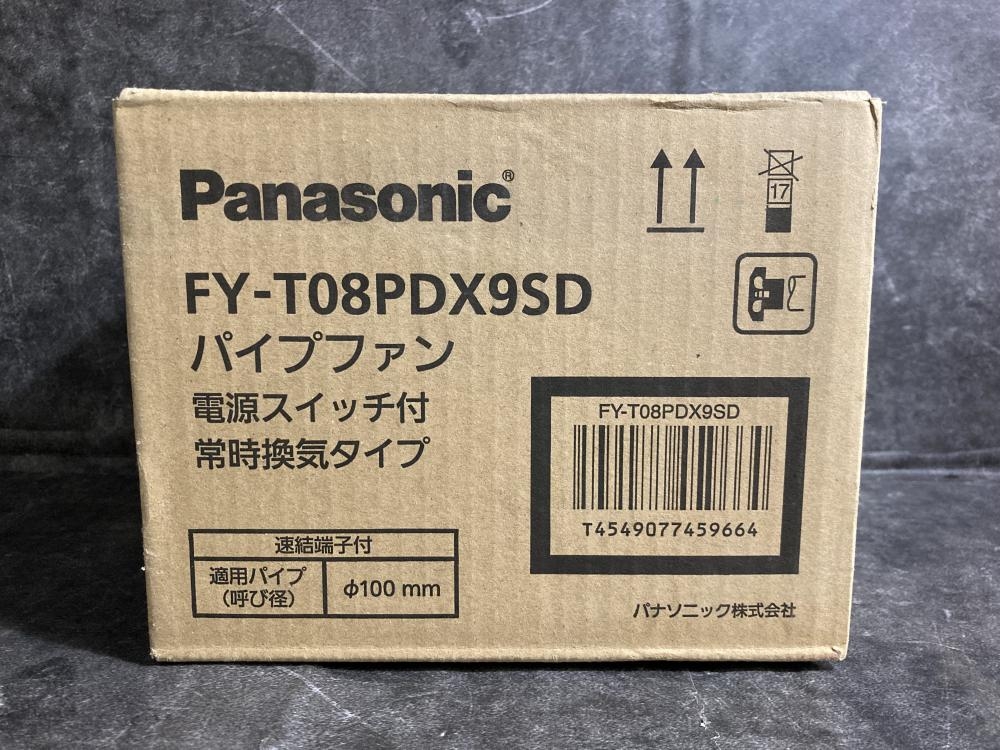 Panasonic®
17
FY-T08PDX9SD
パイプファン
電源スイッチ付
常時換気タイプ
FY-T08PDX9SD
T4549077459664
速結端子付
適用パイプ
(呼び径)
φ100 mm
パナソニック株式会社